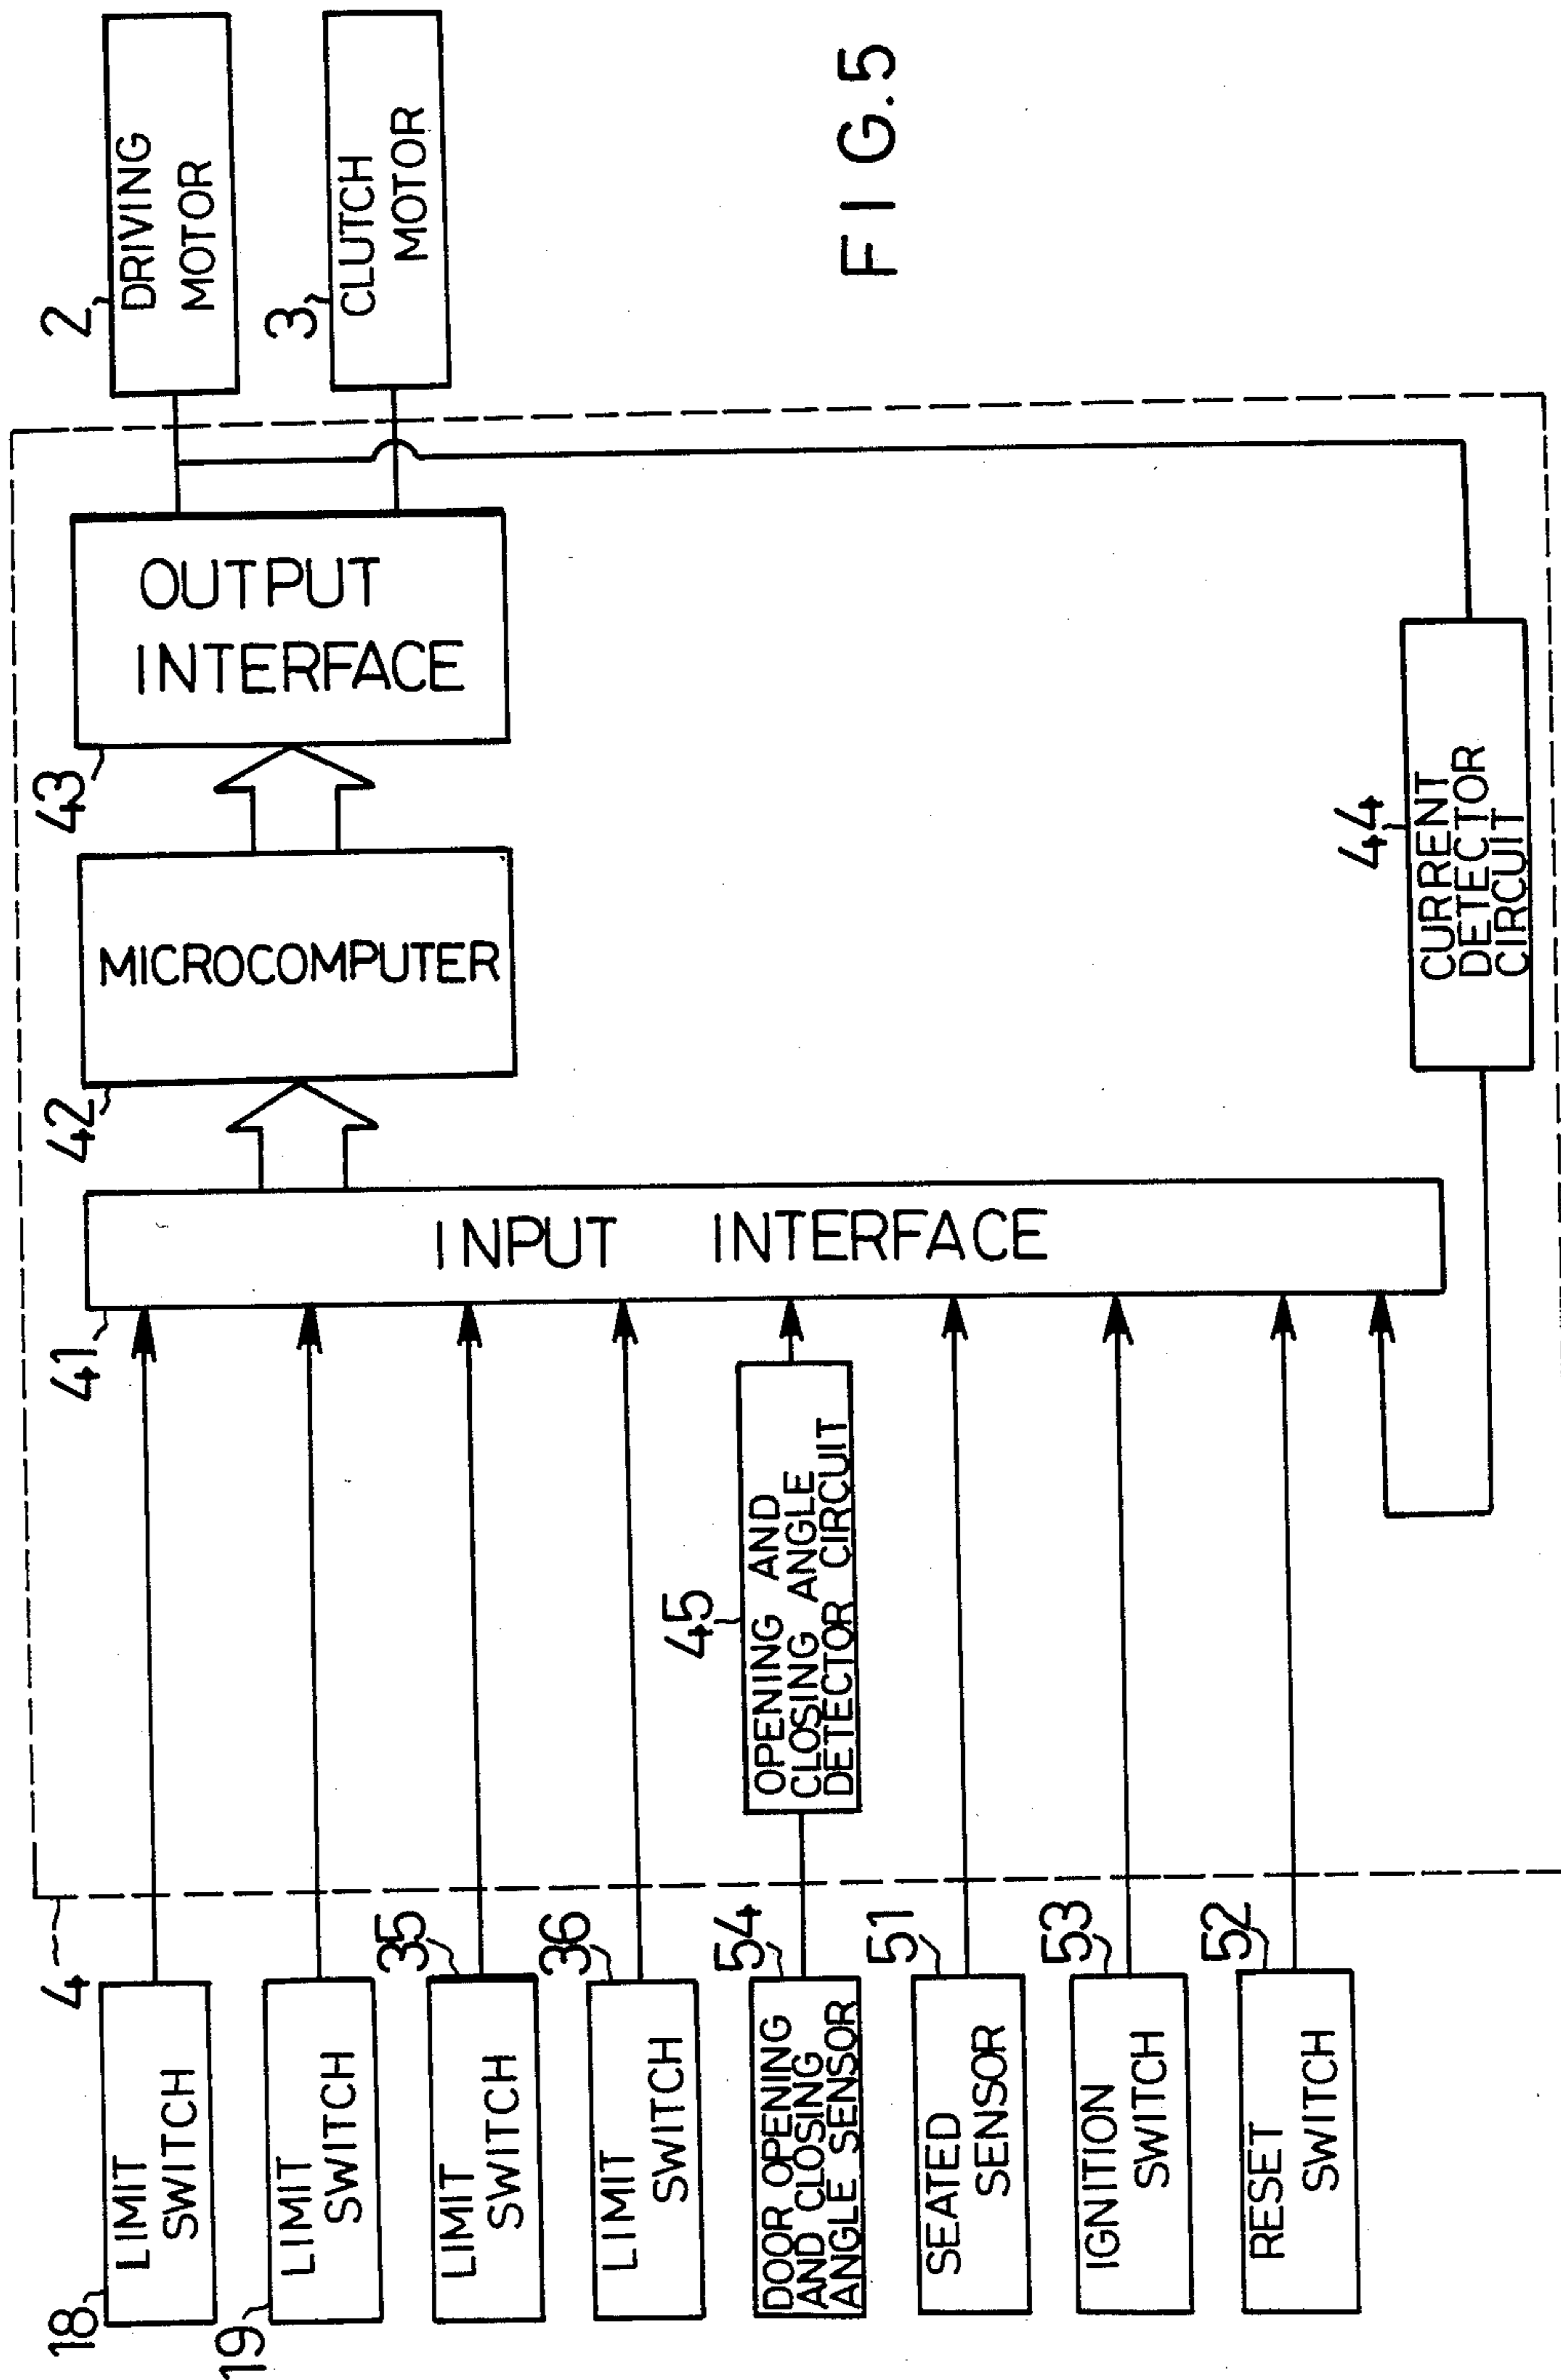 18
LIMIT
SWITCH
4
19
LIMIT
SWITCH
LIMIT
SWITCH
35
LIMIT
SWITCH
36
DOOR OPENING
AND CLOSING
ANGLE SENSOR
54
SEATED
SENSOR
51
IGNITION
SWITCH
53
RESET
SWITCH
52
45
OPENING AND
CLOSING ANGLE
DETECTOR CIRCUIT
41
INPUT INTERFACE
42
MICROCOMPUTER
43
OUTPUT
INTERFACE
44
CURRENT
DETECTOR
CIRCUIT
2
DRIVING
MOTOR
3
CLUTCH
MOTOR
FIG.5